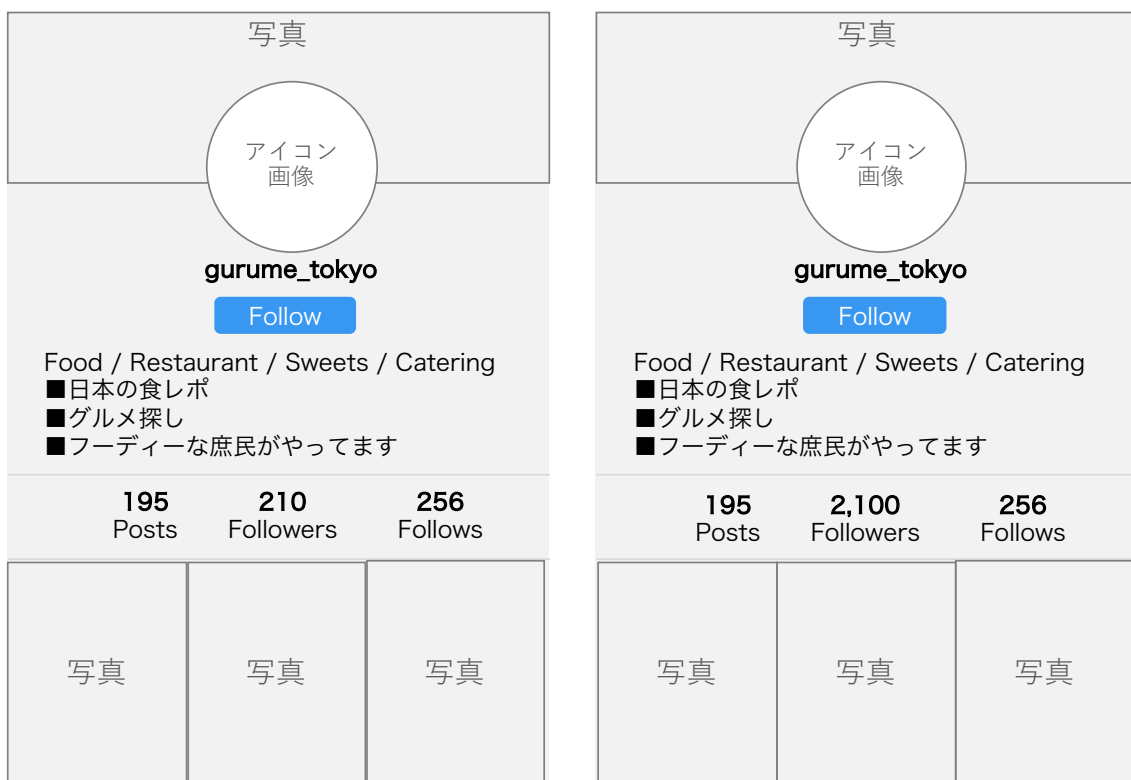 写真
アイコン
画像
gurume_tokyo
Follow
Food / Restaurant / Sweets / Catering
■日本の食レポ
■グルメ探し
■フーディーな庶民がやってます
195 210 256
Posts Followers Follows
写真 写真 写真
写真
アイコン
画像
gurume_tokyo
Follow
Food / Restaurant / Sweets / Catering
■日本の食レポ
■グルメ探し
■フーディーな庶民がやってます
195 2,100 256
Posts Followers Follows
写真 写真 写真